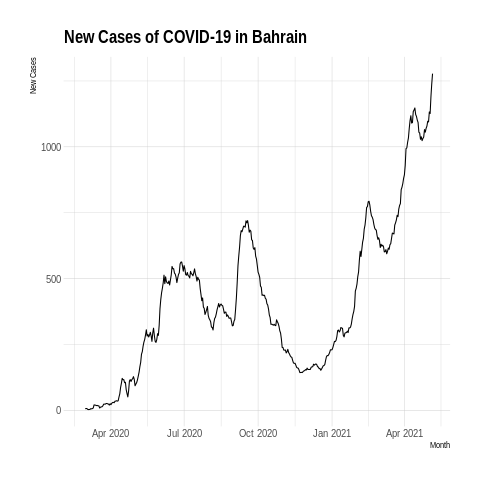 New Cases of COVID-19 in Bahrain
New Cases
1000
500
0
Apr 2020 Jul 2020 Oct 2020 Jan 2021 Apr 2021
Month